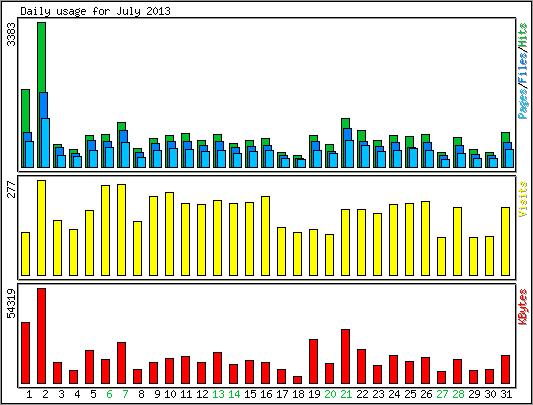 Daily usage for July 2013
3383
Pages/Files/Hits
277
Visits
54319
KBytes
1 2 3 4 5 6 7 8 9 10 11 12 13 14 15 16 17 18 19 20 21 22 23 24 25 26 27 28 29 30 31